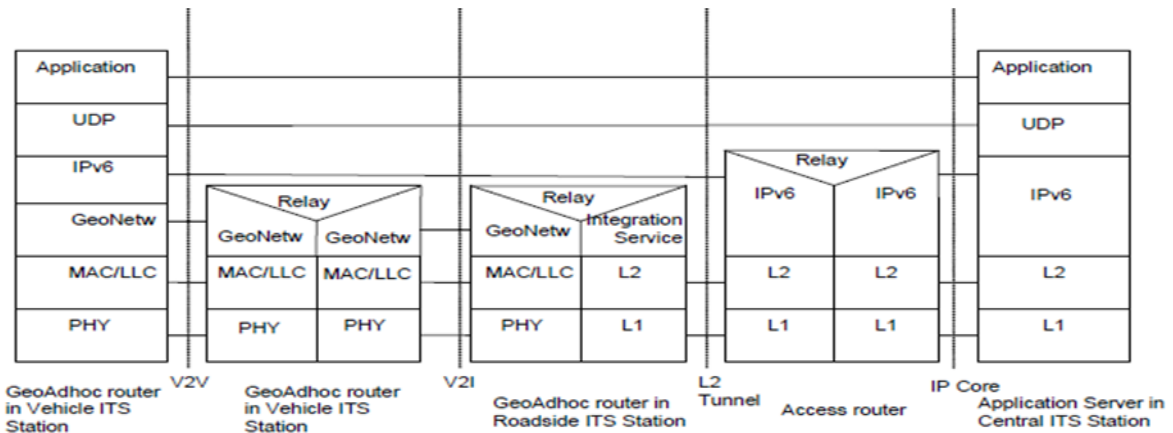 Application
UDP
IPv6
GeoNetw
MAC/LLC
PHY
GeoAdhoc router
in Vehicle ITS
Station
V2V
Relay
GeoNetw GeoNetw
MAC/LLC MAC/LLC
PHY PHY
GeoAdhoc router
in Vehicle ITS
Station
V2I
Relay
GeoNetw Integration
Service
MAC/LLC L2
PHY L1
GeoAdhoc router in
Roadside ITS Station
L2
Tunnel
Relay
IPv6 IPv6
L2 L2
L1 L1
Access router
IP Core
Application
UDP
IPv6
L2
L1
Application Server in
Central ITS Station